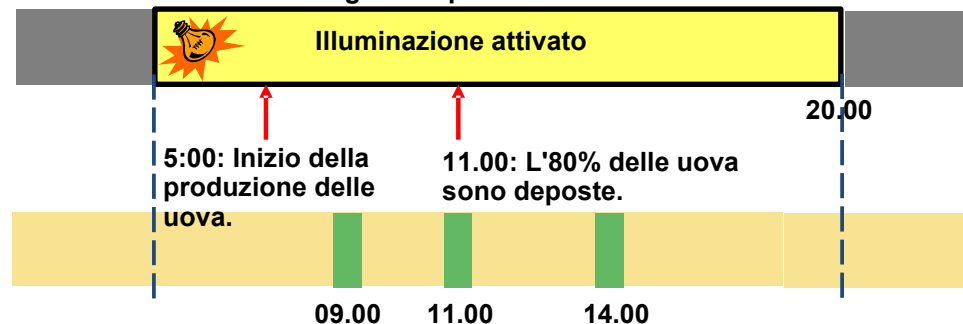 Illuminazione attivato
20.00
5:00: Inizio della
produzione delle
uova.
11.00: L'80% delle uova
sono deposte.
09.00
11.00
14.00